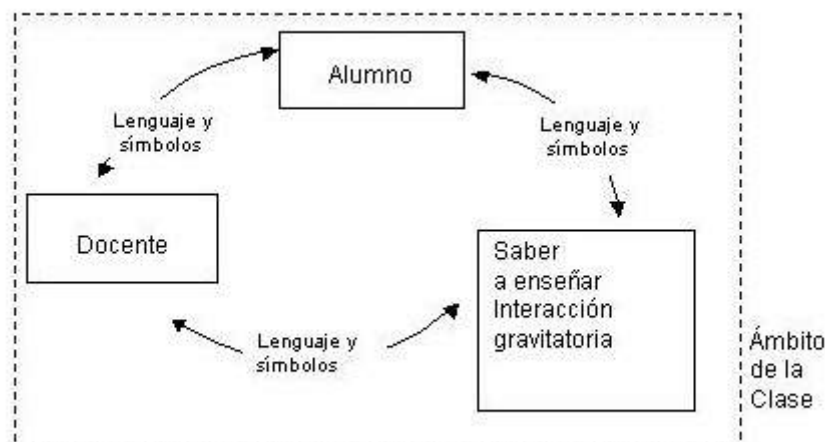 Alumno
Lenguaje y
símbolos
Lenguaje y
símbolos
Docente
Saber
a enseñar
Interacción
gravitatoria
Lenguaje y
símbolos
Ámbito
de la
Clase